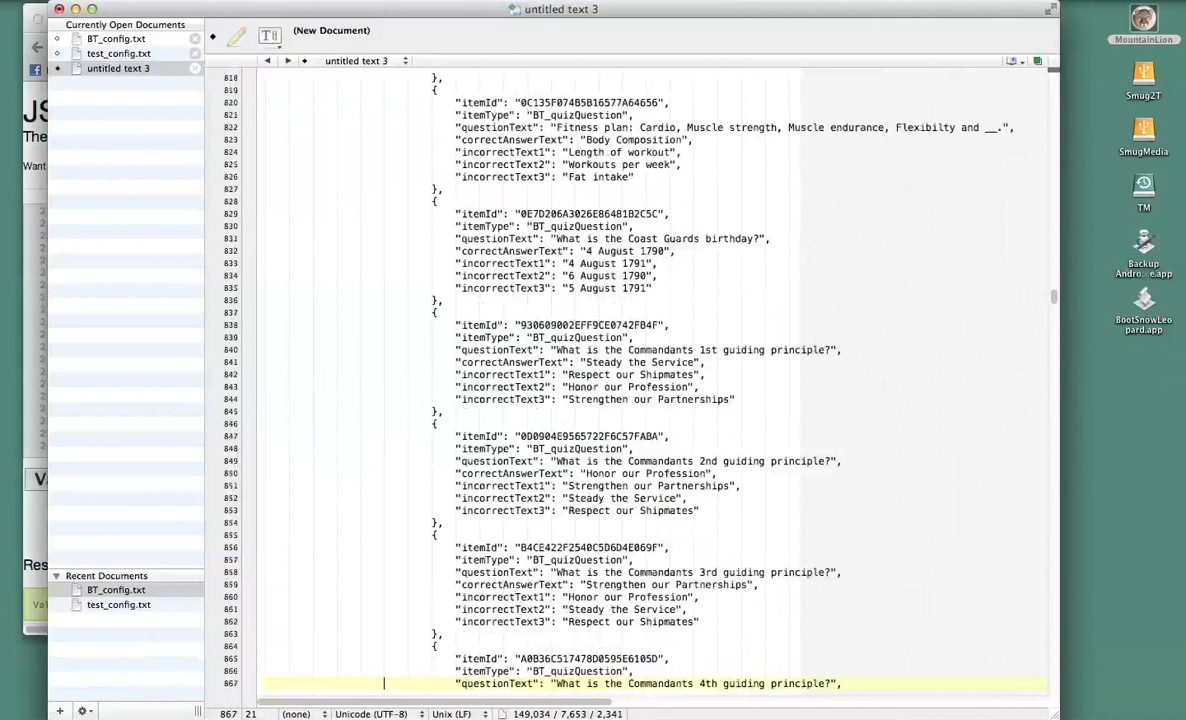 untitled text 3
Currently Open Documents
BT_config.txt
test_config.txt
untitled text 3
(New Document)
untitled text 3
818 },
819 {
820 "itemId": "0C135F074B5B16577A64656",
821 "itemType": "BT_quizQuestion",
822 "questionText": "Fitness plan: Cardio, Muscle strength, Muscle endurance, Flexibilty and __.",
823 "correctAnswerText": "Body Composition",
824 "incorrectText1": "Length of workout",
825 "incorrectText2": "Workouts per week",
826 "incorrectText3": "Fat intake"
827 },
828 {
829 "itemId": "0E7D206A3026E86481B2C5C",
830 "itemType": "BT_quizQuestion",
831 "questionText": "What is the Coast Guards birthday?",
832 "correctAnswerText": "4 August 1790",
833 "incorrectText1": "4 August 1791",
834 "incorrectText2": "6 August 1790",
835 "incorrectText3": "5 August 1791"
836 },
837 {
838 "itemId": "930609002EFF9CE0742FB4F",
839 "itemType": "BT_quizQuestion",
840 "questionText": "What is the Commandants 1st guiding principle?",
841 "correctAnswerText": "Steady the Service",
842 "incorrectText1": "Respect our Shipmates",
843 "incorrectText2": "Honor our Profession",
844 "incorrectText3": "Strengthen our Partnerships"
845 },
846 {
847 "itemId": "0D0904E9565722F6C57FABA",
848 "itemType": "BT_quizQuestion",
849 "questionText": "What is the Commandants 2nd guiding principle?",
850 "correctAnswerText": "Honor our Profession",
851 "incorrectText1": "Strengthen our Partnerships",
852 "incorrectText2": "Steady the Service",
853 "incorrectText3": "Respect our Shipmates"
854 },
855 {
856 "itemId": "B4CE422F2540C5D6D4E069F",
857 "itemType": "BT_quizQuestion",
858 "questionText": "What is the Commandants 3rd guiding principle?",
859 "correctAnswerText": "Strengthen our Partnerships",
860 "incorrectText1": "Honor our Profession",
861 "incorrectText2": "Steady the Service",
862 "incorrectText3": "Respect our Shipmates"
863 },
864 {
865 "itemId": "A0B36C517478D0595E6105D",
866 "itemType": "BT_quizQuestion",
867 "questionText": "What is the Commandants 4th guiding principle?",
Recent Documents
BT_config.txt
test_config.txt
867 21 (none) Unicode (UTF-8) Unix (LF) 149,034 / 7,653 / 2,341
JS
The
Want
MountainLion
Smug2T
SmugMedia
TM
Backup
Andro...e.app
BootSnowLeo
pard.app